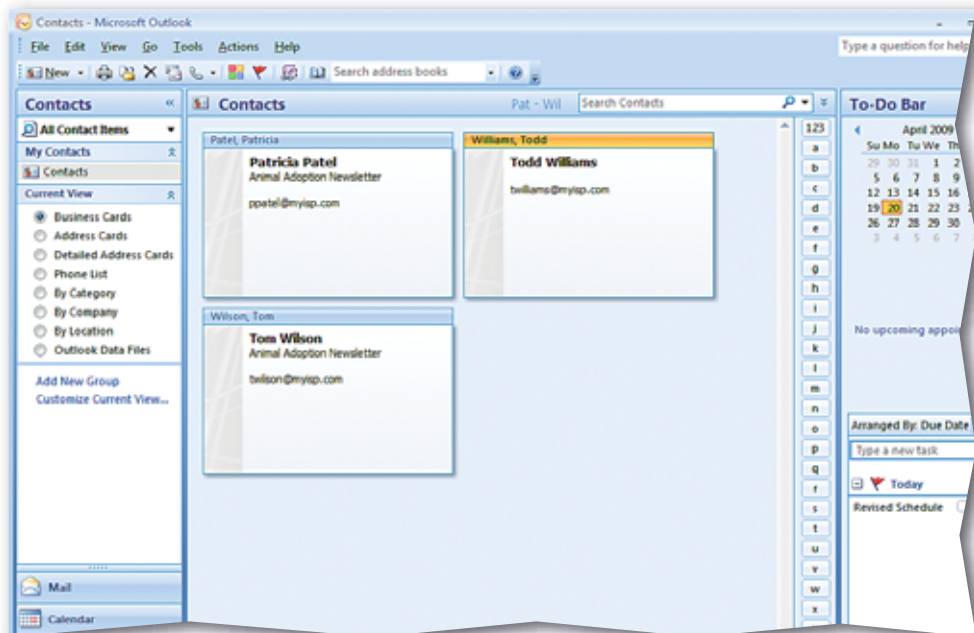 Contacts - Microsoft Outlook
File Edit View Go Tools Actions Help
Type a question for help
New
Search address books
Contacts
All Contact Items
My Contacts
Contacts
Current View
Business Cards
Address Cards
Detailed Address Cards
Phone List
By Category
By Company
By Location
Outlook Data Files
Add New Group
Customize Current View...
Mail
Calendar
Contacts Pat - Wil Search Contacts
Patel, Patricia
Patricia Patel
Animal Adoption Newsletter
ppatel@myisp.com
Williams, Todd
Todd Williams
twilliams@myisp.com
Wilson, Tom
Tom Wilson
Animal Adoption Newsletter
twilson@myisp.com
123
a
b
c
d
e
f
g
h
i
j
k
l
m
n
o
p
q
r
s
t
u
v
w
x
To-Do Bar
April 2009
Su Mo Tu We Th
29 30 31 1 2
5 6 7 8 9
12 13 14 15 16
19 20 21 22 23
26 27 28 29 30
3 4 5 6 7
No upcoming appoi
Arranged By: Due Date
Type a new task
Today
Revised Schedule